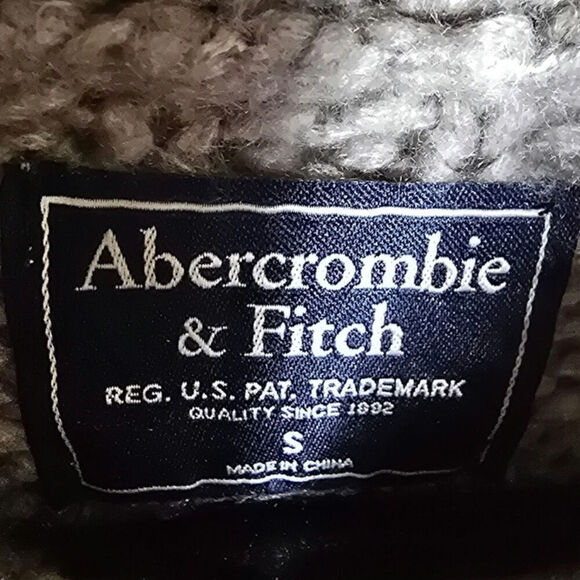 Abercrombie
& Fitch
REG. U.S. PAT. TRADEMARK
QUALITY SINCE 1892
S
MADE IN CHINA